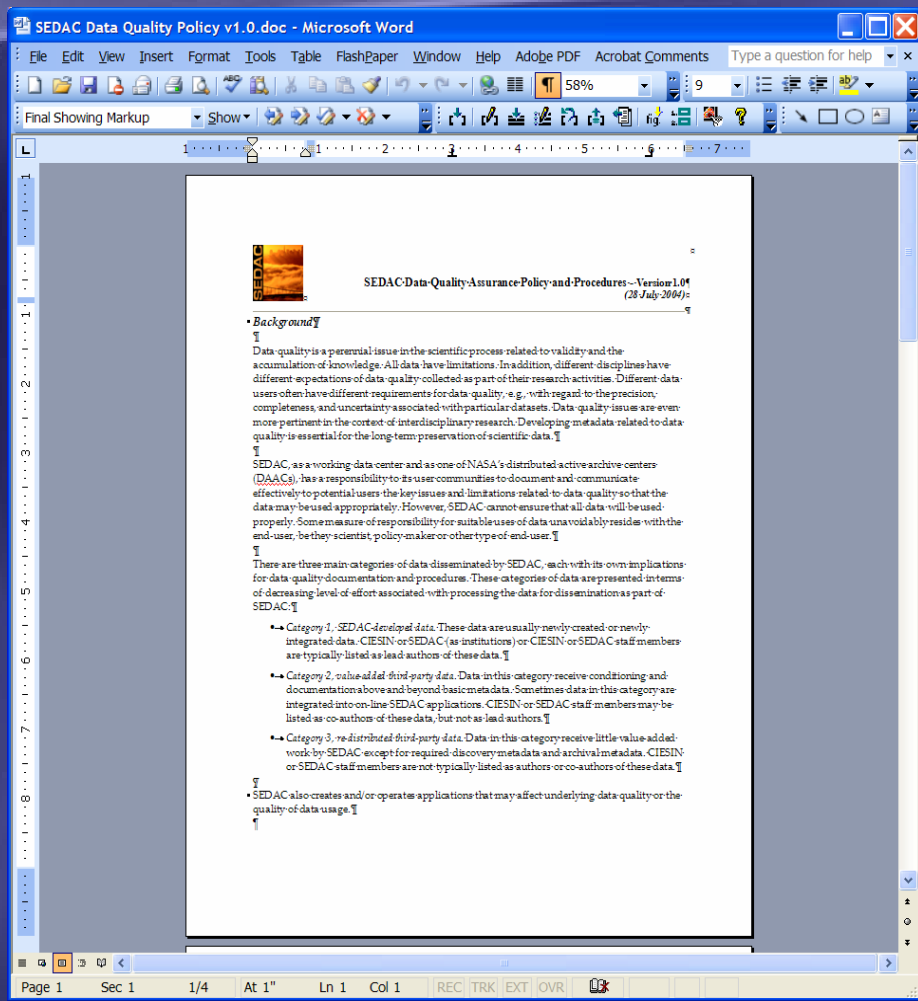 SEDAC Data Quality Policy v1.0.doc - Microsoft Word
File Edit View Insert Format Tools Table FlashPaper Window Help Adobe PDF Acrobat Comments Type a question for help
58% 9
Final Showing Markup Show
1 1 2 3 4 5 6 7
SEDAC
SEDAC Data Quality Assurance Policy and Procedures -- Version 1.0¶
(28 July 2004)
Background¶
¶
Data quality is a perennial issue in the scientific process related to validity and the
accumulation of knowledge. All data have limitations. In addition, different disciplines have
different expectations of data quality collected as part of their research activities. Different data
users often have different requirements for data quality, e.g., with regard to the precision,
completeness, and uncertainty associated with particular datasets. Data quality issues are even
more pertinent in the context of interdisciplinary research. Developing metadata related to data
quality is essential for the long-term preservation of scientific data.¶
¶
SEDAC, as a working data center and as one of NASA's distributed active archive centers
(DAACs), has a responsibility to its user communities to document and communicate
effectively to potential users the key issues and limitations related to data quality so that the
data may be used appropriately. However, SEDAC cannot ensure that all data will be used
properly. Some measure of responsibility for suitable uses of data unavoidably resides with the
end-user, be they scientist, policy-maker or other type of end-user.¶
¶
There are three main categories of data disseminated by SEDAC, each with its own implications
for data quality documentation and procedures. These categories of data are presented in terms
of decreasing level of effort associated with processing the data for dissemination as part of
SEDAC:¶
• Category 1, SEDAC-developed data. These data are usually newly created or newly
integrated data. CIESIN or SEDAC (as institutions) or CIESIN or SEDAC staff members
are typically listed as lead authors of these data.¶
• Category 2, value-added third-party data. Data in this category receive conditioning and
documentation above and beyond basic metadata. Sometimes data in this category are
integrated into on-line SEDAC applications. CIESIN or SEDAC staff members may be
listed as co-authors of these data, but not as lead authors.¶
• Category 3, re-distributed third-party data. Data in this category receive little value-added
work by SEDAC except for required discovery metadata and archival metadata. CIESIN
or SEDAC staff members are not typically listed as authors or co-authors of these data.¶
¶
SEDAC also creates and/or operates applications that may affect underlying data quality or the
quality of data usage.¶
¶
Page 1 Sec 1 1/4 At 1" Ln 1 Col 1 REC TRK EXT OVR